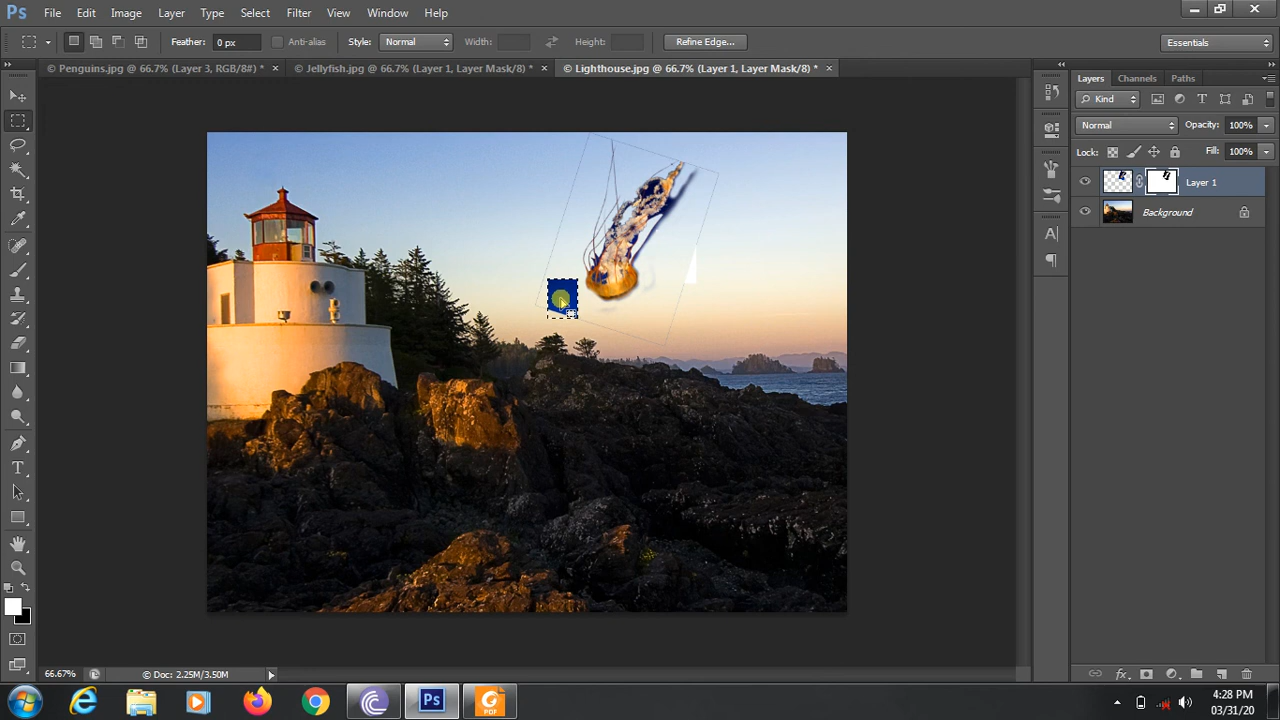 Ps File Edit Image Layer Type Select Filter View Window Help
Feather: 0 px Anti-alias Style: Normal Width: Height: Refine Edge... Essentials
Penguins.jpg @ 66.7% (Layer 3, RGB/8#) * × © Jellyfish.jpg @ 66.7% (Layer 1, Layer Mask/8) * × © Lighthouse.jpg @ 66.7% (Layer 1, Layer Mask/8) * ×
Layers Channels Paths
Kind
Normal Opacity: 100%
Lock: Fill: 100%
Layer 1
Background
66.67% © Doc: 2.25M/3.50M
Ps PDF
4:28 PM
03/31/20